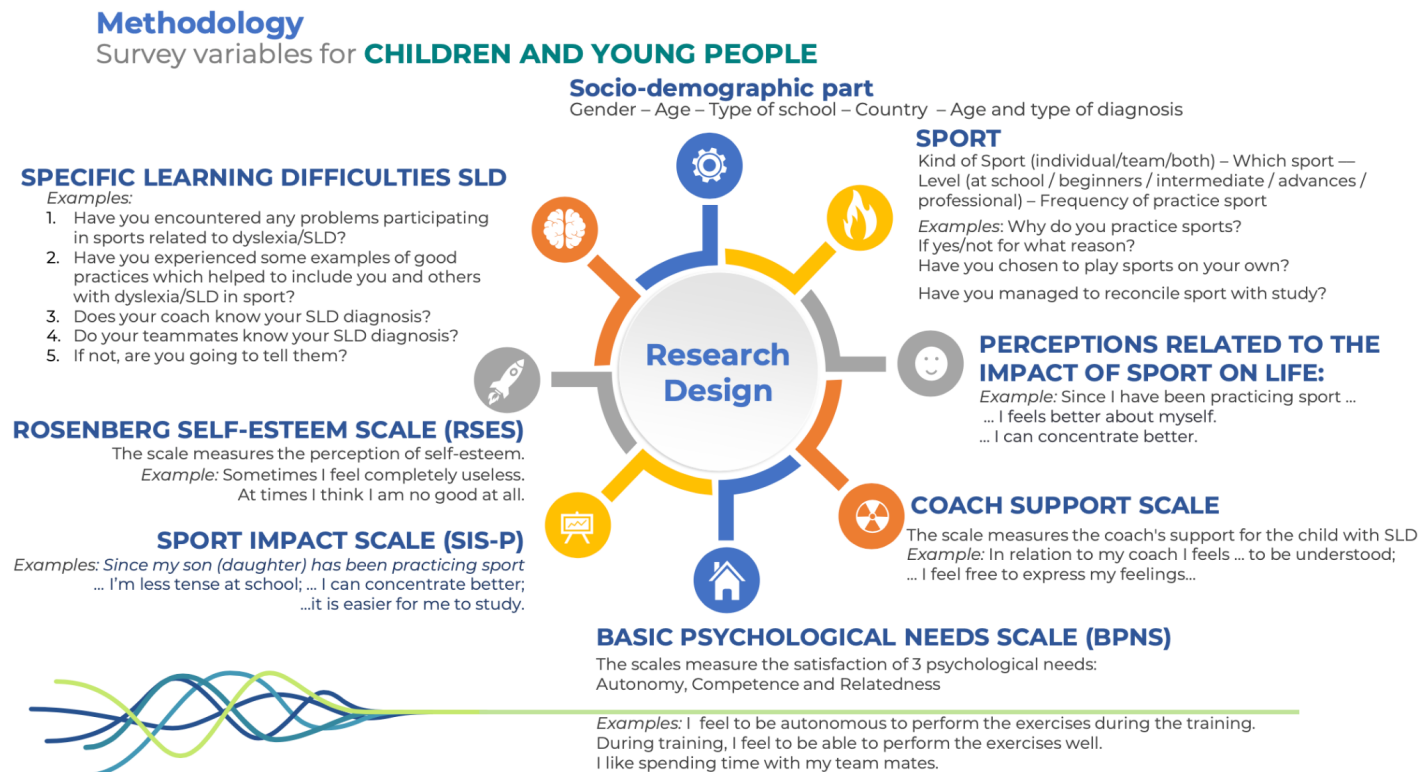 Methodology
Survey variables for CHILDREN AND YOUNG PEOPLE
Socio-demographic part
Gender – Age – Type of school – Country – Age and type of diagnosis
SPORT
Kind of Sport (individual/team/both) – Which sport —
Level (at school / beginners / intermediate / advances /
professional) – Frequency of practice sport
Examples: Why do you practice sports?
If yes/not for what reason?
Have you chosen to play sports on your own?
Have you managed to reconcile sport with study?
SPECIFIC LEARNING DIFFICULTIES SLD
Examples:
1. Have you encountered any problems participating
in sports related to dyslexia/SLD?
2. Have you experienced some examples of good
practices which helped to include you and others
with dyslexia/SLD in sport?
3. Does your coach know your SLD diagnosis?
4. Do your teammates know your SLD diagnosis?
5. If not, are you going to tell them?
Research
Design
PERCEPTIONS RELATED TO THE
IMPACT OF SPORT ON LIFE:
Example: Since I have been practicing sport ...
... I feels better about myself.
... I can concentrate better.
ROSENBERG SELF-ESTEEM SCALE (RSES)
The scale measures the perception of self-esteem.
Example: Sometimes I feel completely useless.
At times I think I am no good at all.
COACH SUPPORT SCALE
The scale measures the coach's support for the child with SLD
Example: In relation to my coach I feels ... to be understood;
... I feel free to express my feelings...
SPORT IMPACT SCALE (SIS-P)
Examples: Since my son (daughter) has been practicing sport
... I'm less tense at school; ... I can concentrate better;
...it is easier for me to study.
BASIC PSYCHOLOGICAL NEEDS SCALE (BPNS)
The scales measure the satisfaction of 3 psychological needs:
Autonomy, Competence and Relatedness
Examples: I feel to be autonomous to perform the exercises during the training.
During training, I feel to be able to perform the exercises well.
I like spending time with my team mates.